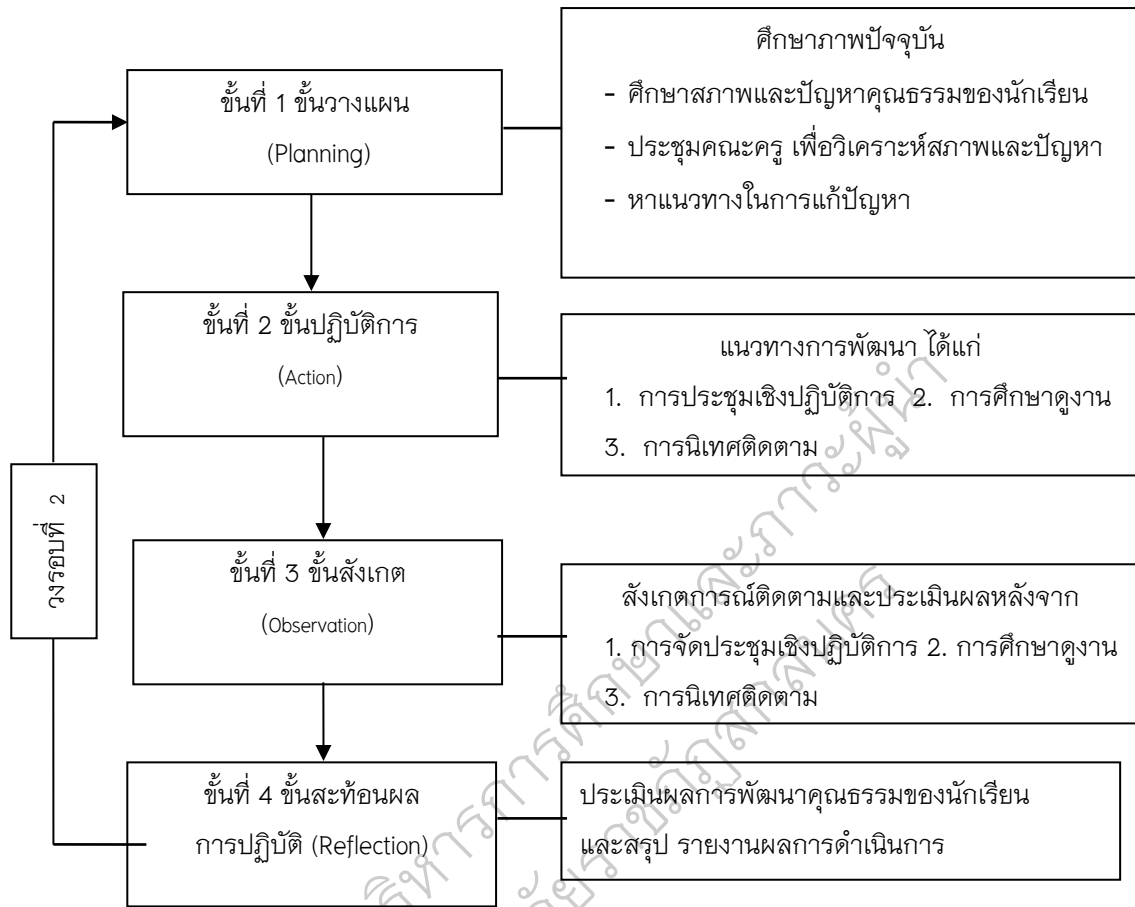 ขั้นที่ 1 ขั้นวางแผน
(Planning)
ศึกษาภาพปัจจุบัน
- ศึกษาสภาพและปัญหาคุณธรรมของนักเรียน
- ประชุมคณะครู เพื่อวิเคราะห์สภาพและปัญหา
- หาแนวทางในการแก้ปัญหา
ขั้นที่ 2 ขั้นปฏิบัติการ
(Action)
แนวทางการพัฒนา ได้แก่
1. การประชุมเชิงปฏิบัติการ 2. การศึกษาดูงาน
3. การนิเทศติดตาม
วงรอบที่ 2
ขั้นที่ 3 ขั้นสังเกต
(Observation)
สังเกตการณ์ติดตามและประเมินผลหลังจาก
1. การจัดประชุมเชิงปฏิบัติการ 2. การศึกษาดูงาน
3. การนิเทศติดตาม
ขั้นที่ 4 ขั้นสะท้อนผล
การปฏิบัติ (Reflection)
ประเมินผลการพัฒนาคุณธรรมของนักเรียน
และสรุป รายงานผลการดำเนินการ